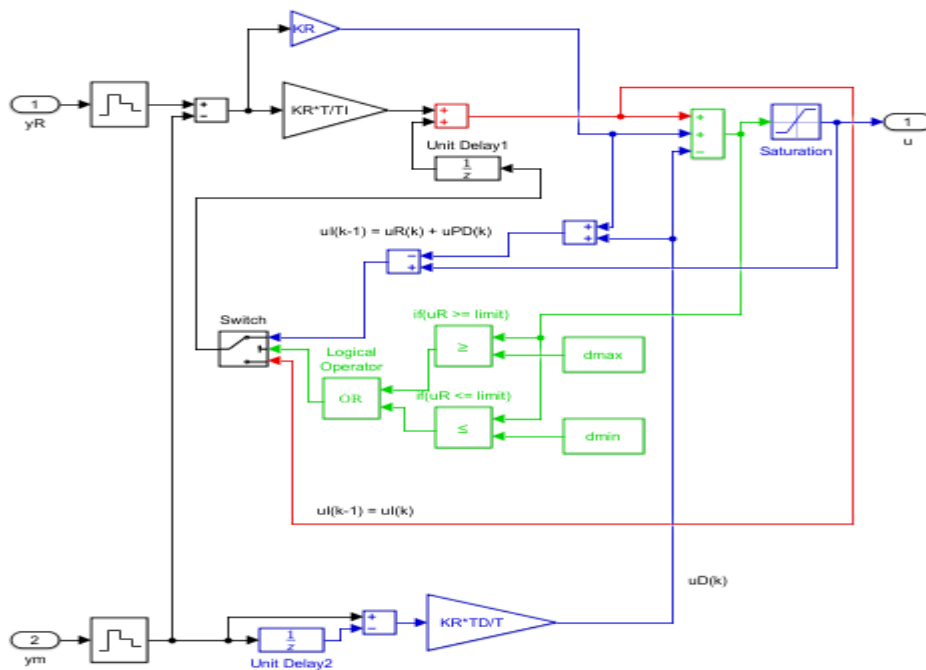 KR
1
yR
+
−
KR*T/TI
+
+
+
+
−
Saturation
1
u
Unit Delay1
1
z
uI(k-1) = uR(k) + uPD(k)
+
+
−
+
Switch
if(uR >= limit)
≥
dmax
Logical
Operator
OR
if(uR <= limit)
≤
dmin
uI(k-1) = uI(k)
uD(k)
2
ym
1
z
Unit Delay2
+
−
KR*TD/T